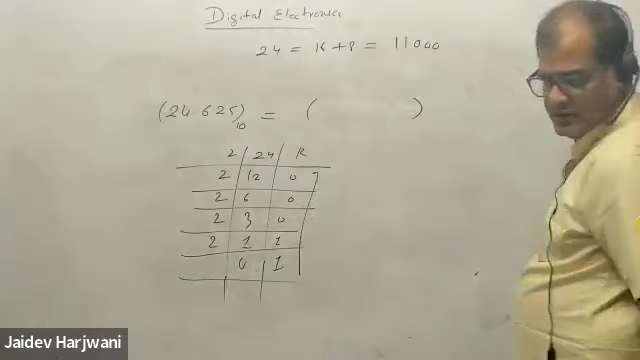 Digital Electronics
24 = 16 + 8 = 11000
(24 625)10 = ( )
2 24 R
2 12 0
2 6 0
2 3 0
2 1 1
0 1
Jaidev Harjwani